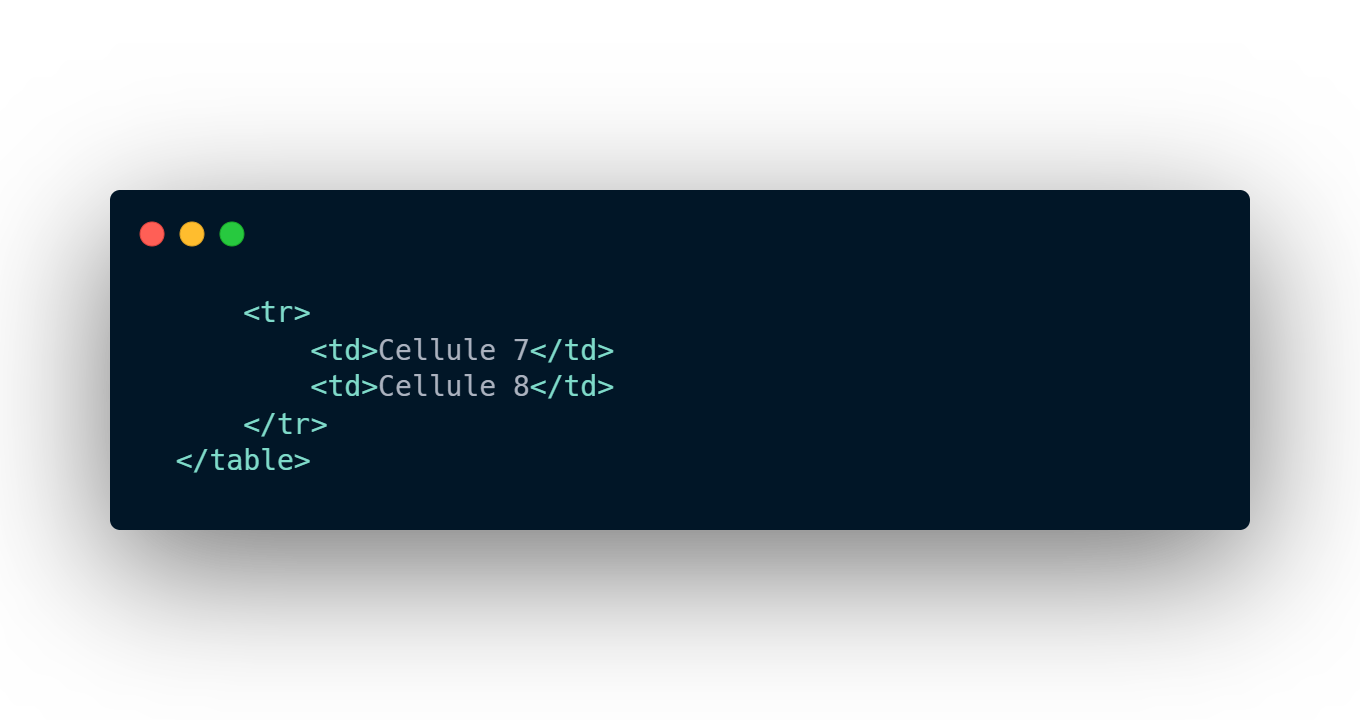 <tr>
<td>Cellule 7</td>
<td>Cellule 8</td>
</tr>
</table>